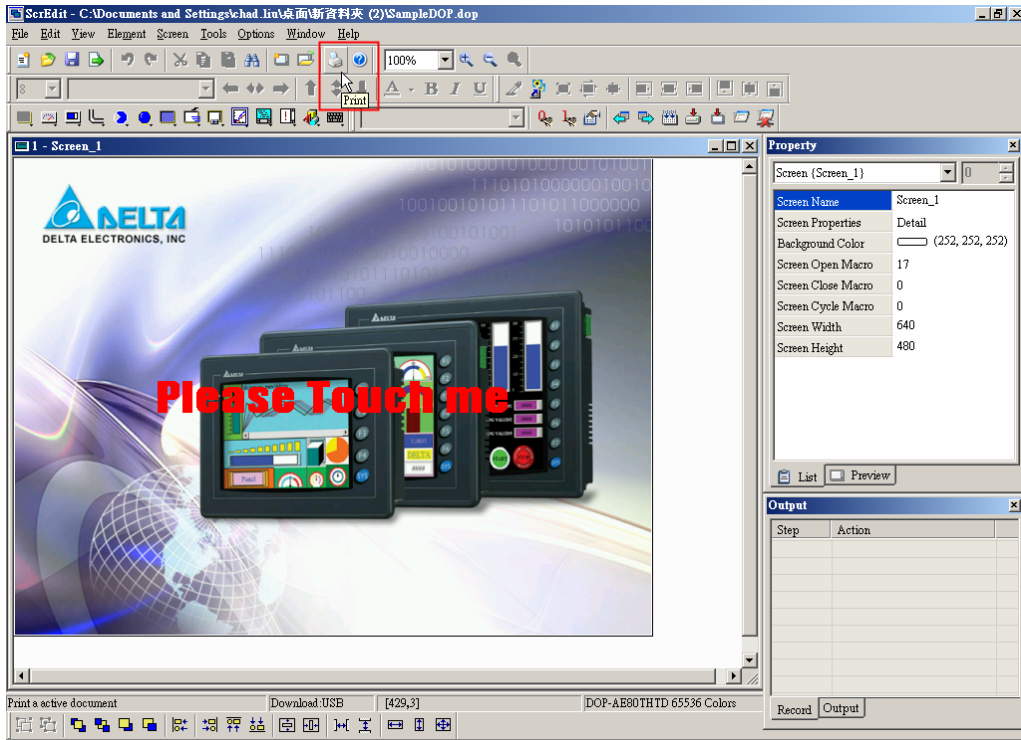 ScrEdit - C:\Documents and Settings\chad.liu\桌面\新資料夾 (2)\SampleDOP.dop
File Edit View Element Screen Tools Options Window Help
100%
8
Print
1 - Screen_1
DELTA
DELTA ELECTRONICS, INC
Please Touch me
Property
Screen {Screen_1}
0
Screen Name Screen_1
Screen Properties Detail
Background Color (252, 252, 252)
Screen Open Macro 17
Screen Close Macro 0
Screen Cycle Macro 0
Screen Width 640
Screen Height 480
List Preview
Output
Step Action
Record Output
Print a active document Download:USB [429,3] DOP-AE80THTD 65536 Colors